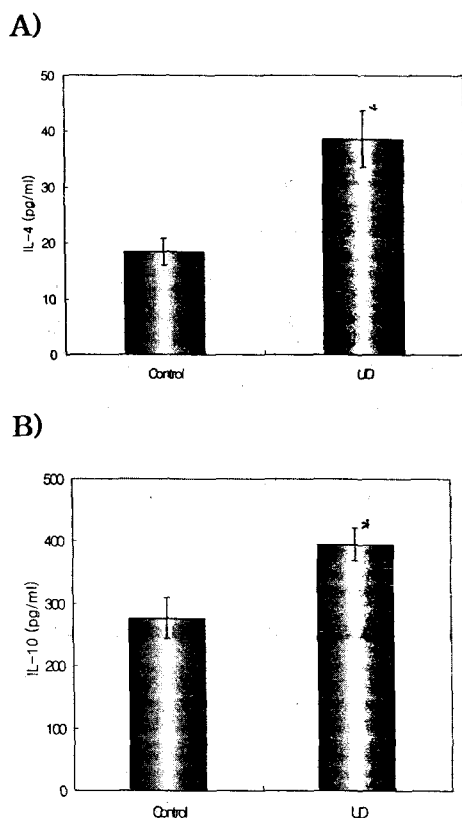 A)
50
40
30
20
10
0
IL-4 (pg/ml)
Control
UD
*
B)
500
400
300
200
100
0
IL-10 (pg/ml)
Control
UD
*